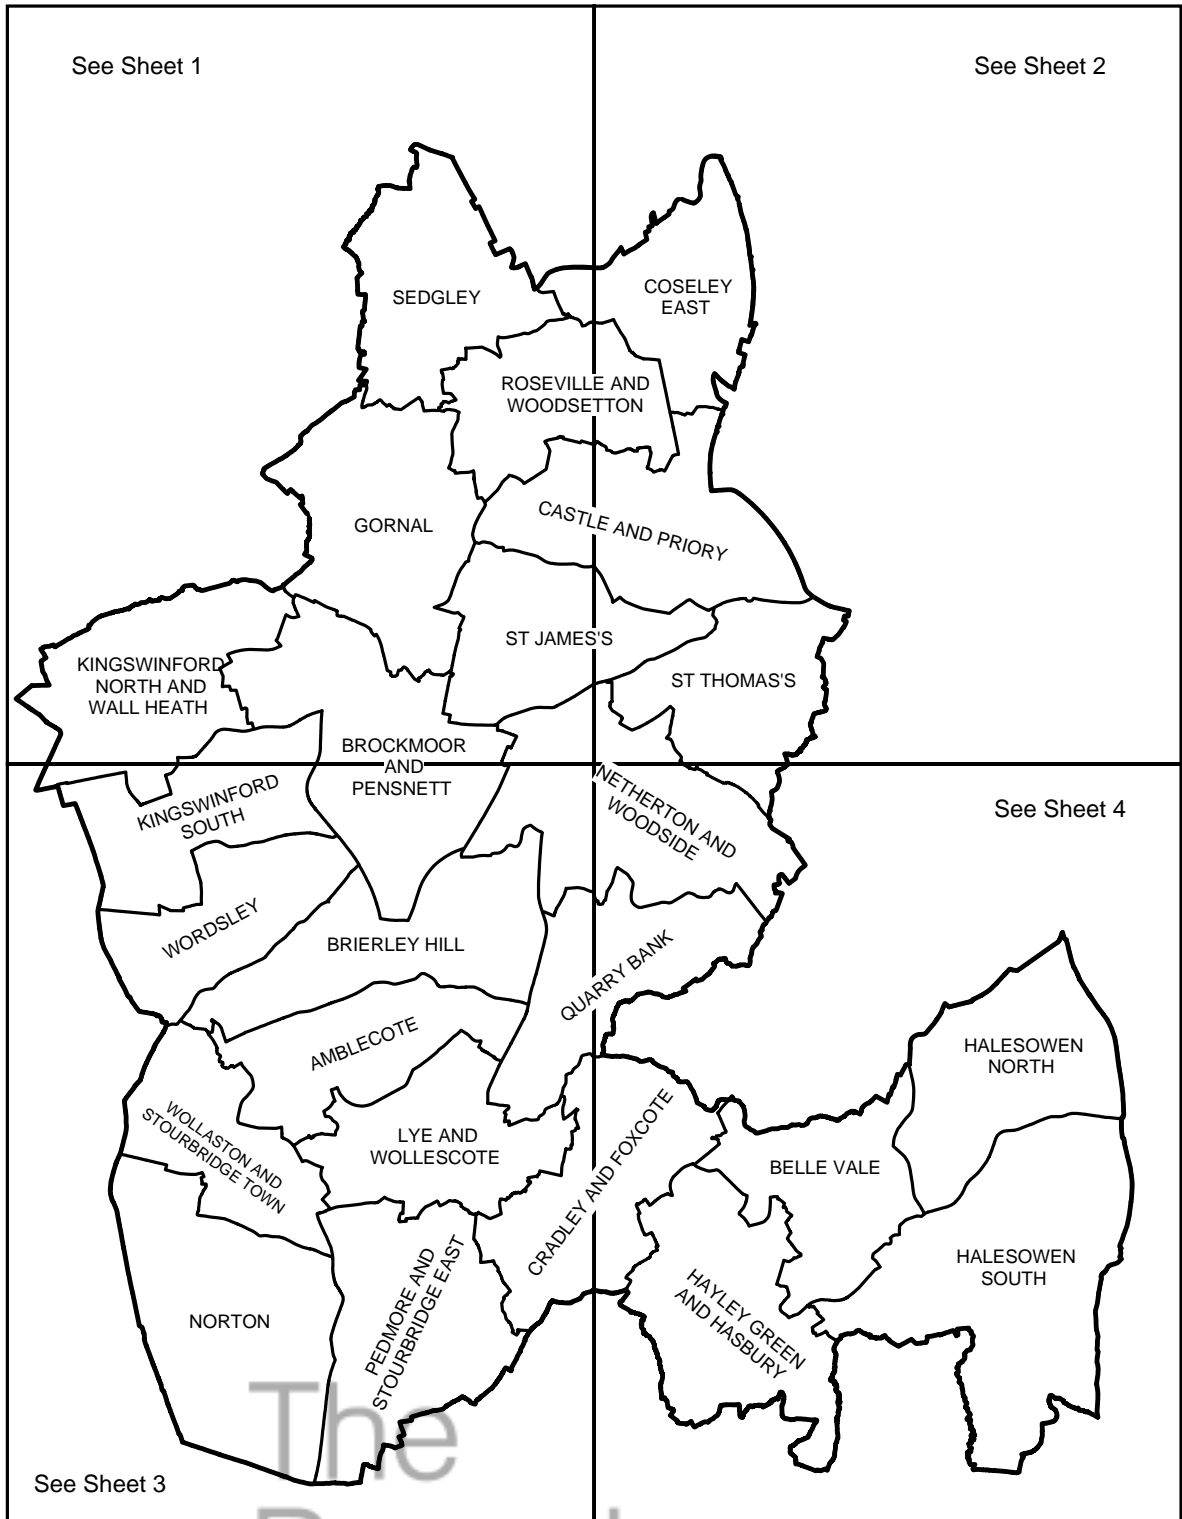 See Sheet 1
See Sheet 2
SEDGLEY
COSELEY
EAST
ROSEVILLE AND
WOODSETTON
GORNAL
CASTLE AND PRIORY
ST JAMES'S
KINGSWINFORD
NORTH AND
WALL HEATH
ST THOMAS'S
BROCKMOOR
AND
PENSNETT
KINGSWINFORD
SOUTH
NETHERTON AND
WOODSIDE
See Sheet 4
WORDSLEY
BRIERLEY HILL
QUARRY BANK
AMBLECOTE
HALESOWEN
NORTH
WOLLASTON AND
STOURBRIDGE TOWN
LYE AND
WOLLESCOTE
CRADLEY AND FOXCOTE
BELLE VALE
HALESOWEN
SOUTH
PEDMORE AND
STOURBRIDGE EAST
HAYLEY GREEN
AND HASBURY
NORTON
The
See Sheet 3